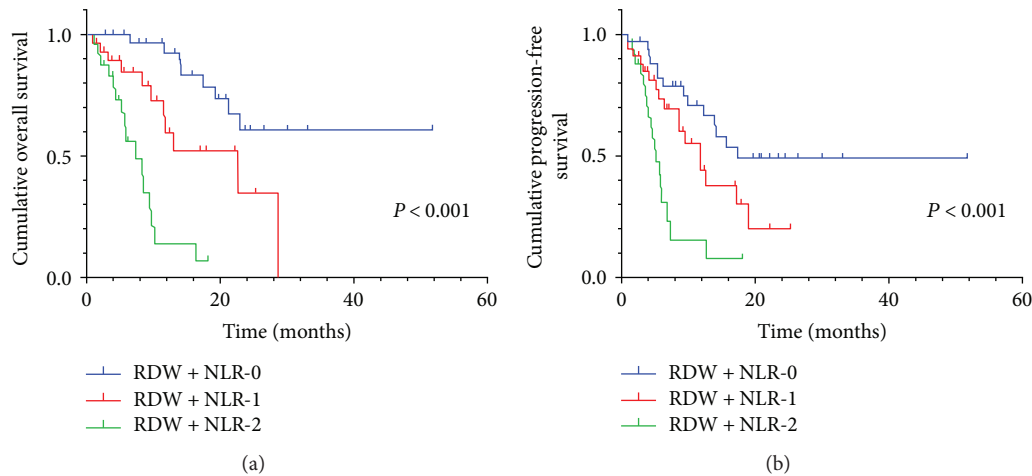 Cumulative overall survival
1.0
0.5
0.0
P < 0.001
0 20 40 60
Time (months)
RDW + NLR-0
RDW + NLR-1
RDW + NLR-2
(a)
Cumulative progression-free
survival
1.0
0.5
0.0
P < 0.001
0 20 40 60
Time (months)
RDW + NLR-0
RDW + NLR-1
RDW + NLR-2
(b)